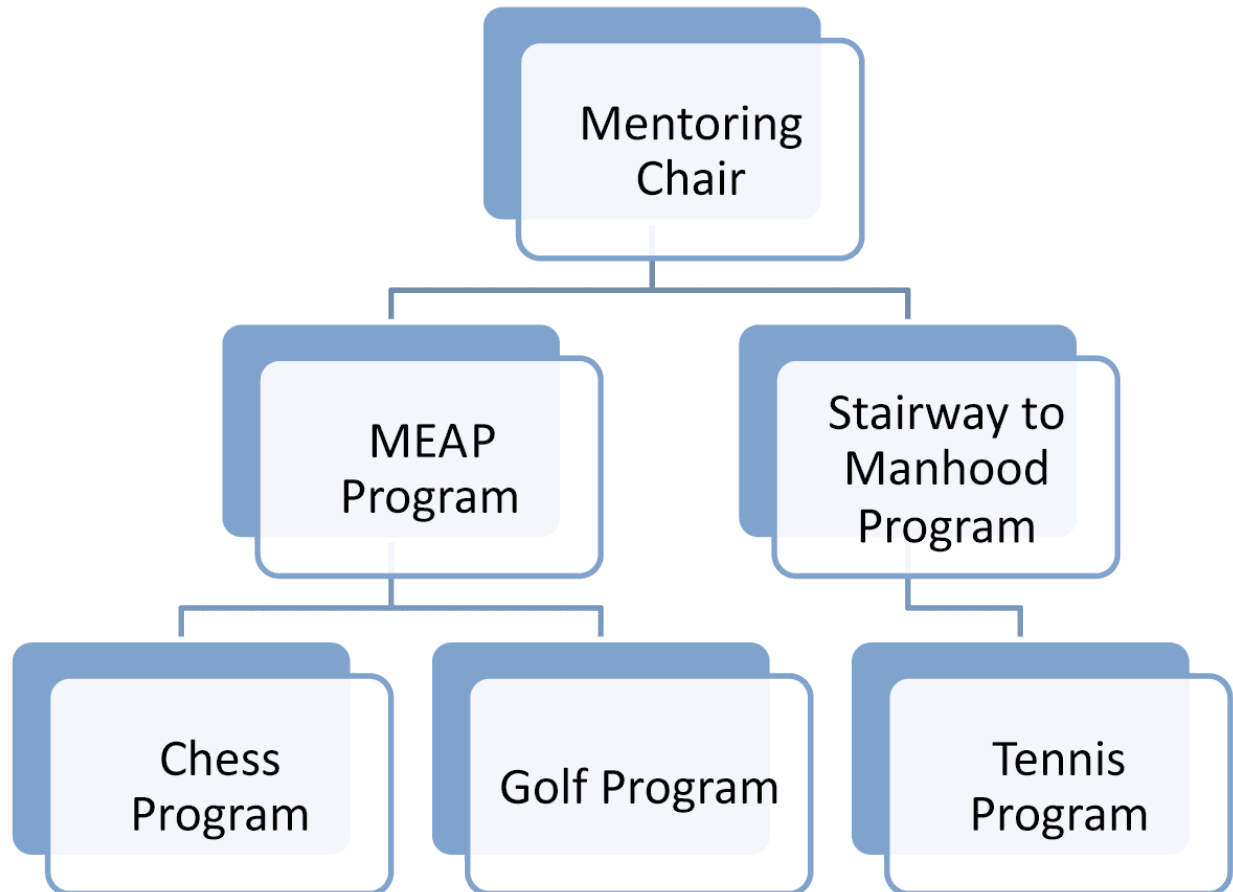 Mentoring
Chair
MEAP
Program
Stairway to
Manhood
Program
Chess
Program
Golf Program
Tennis
Program